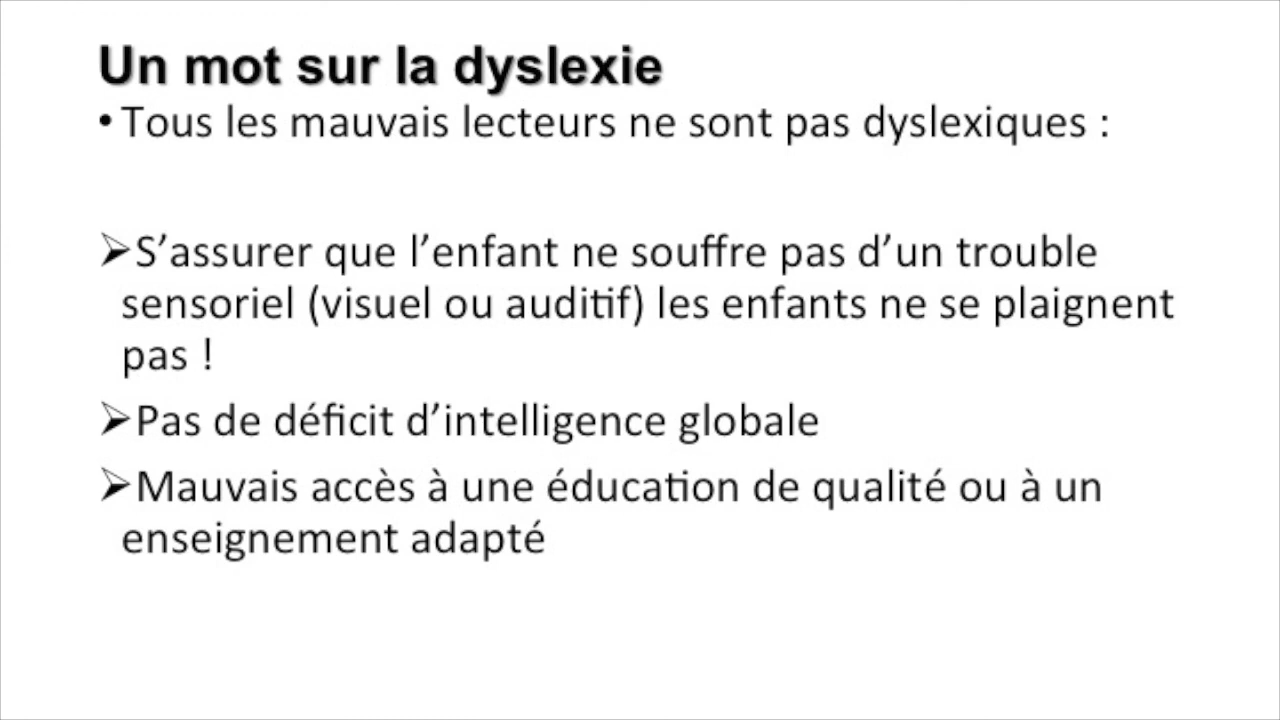 Un mot sur la dyslexie
• Tous les mauvais lecteurs ne sont pas dyslexiques :
➢S’assurer que l’enfant ne souffre pas d’un trouble
sensoriel (visuel ou auditif) les enfants ne se plaignent
pas !
➢Pas de déficit d’intelligence globale
➢Mauvais accès à une éducation de qualité ou à un
enseignement adapté